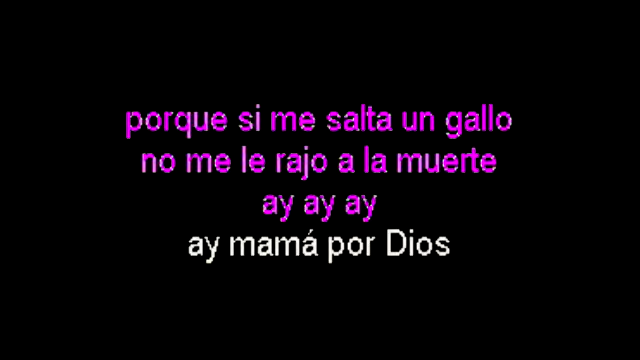 porque si me salta un gallo
no me le rajo a la muerte
ay ay ay
ay mamá por Dios